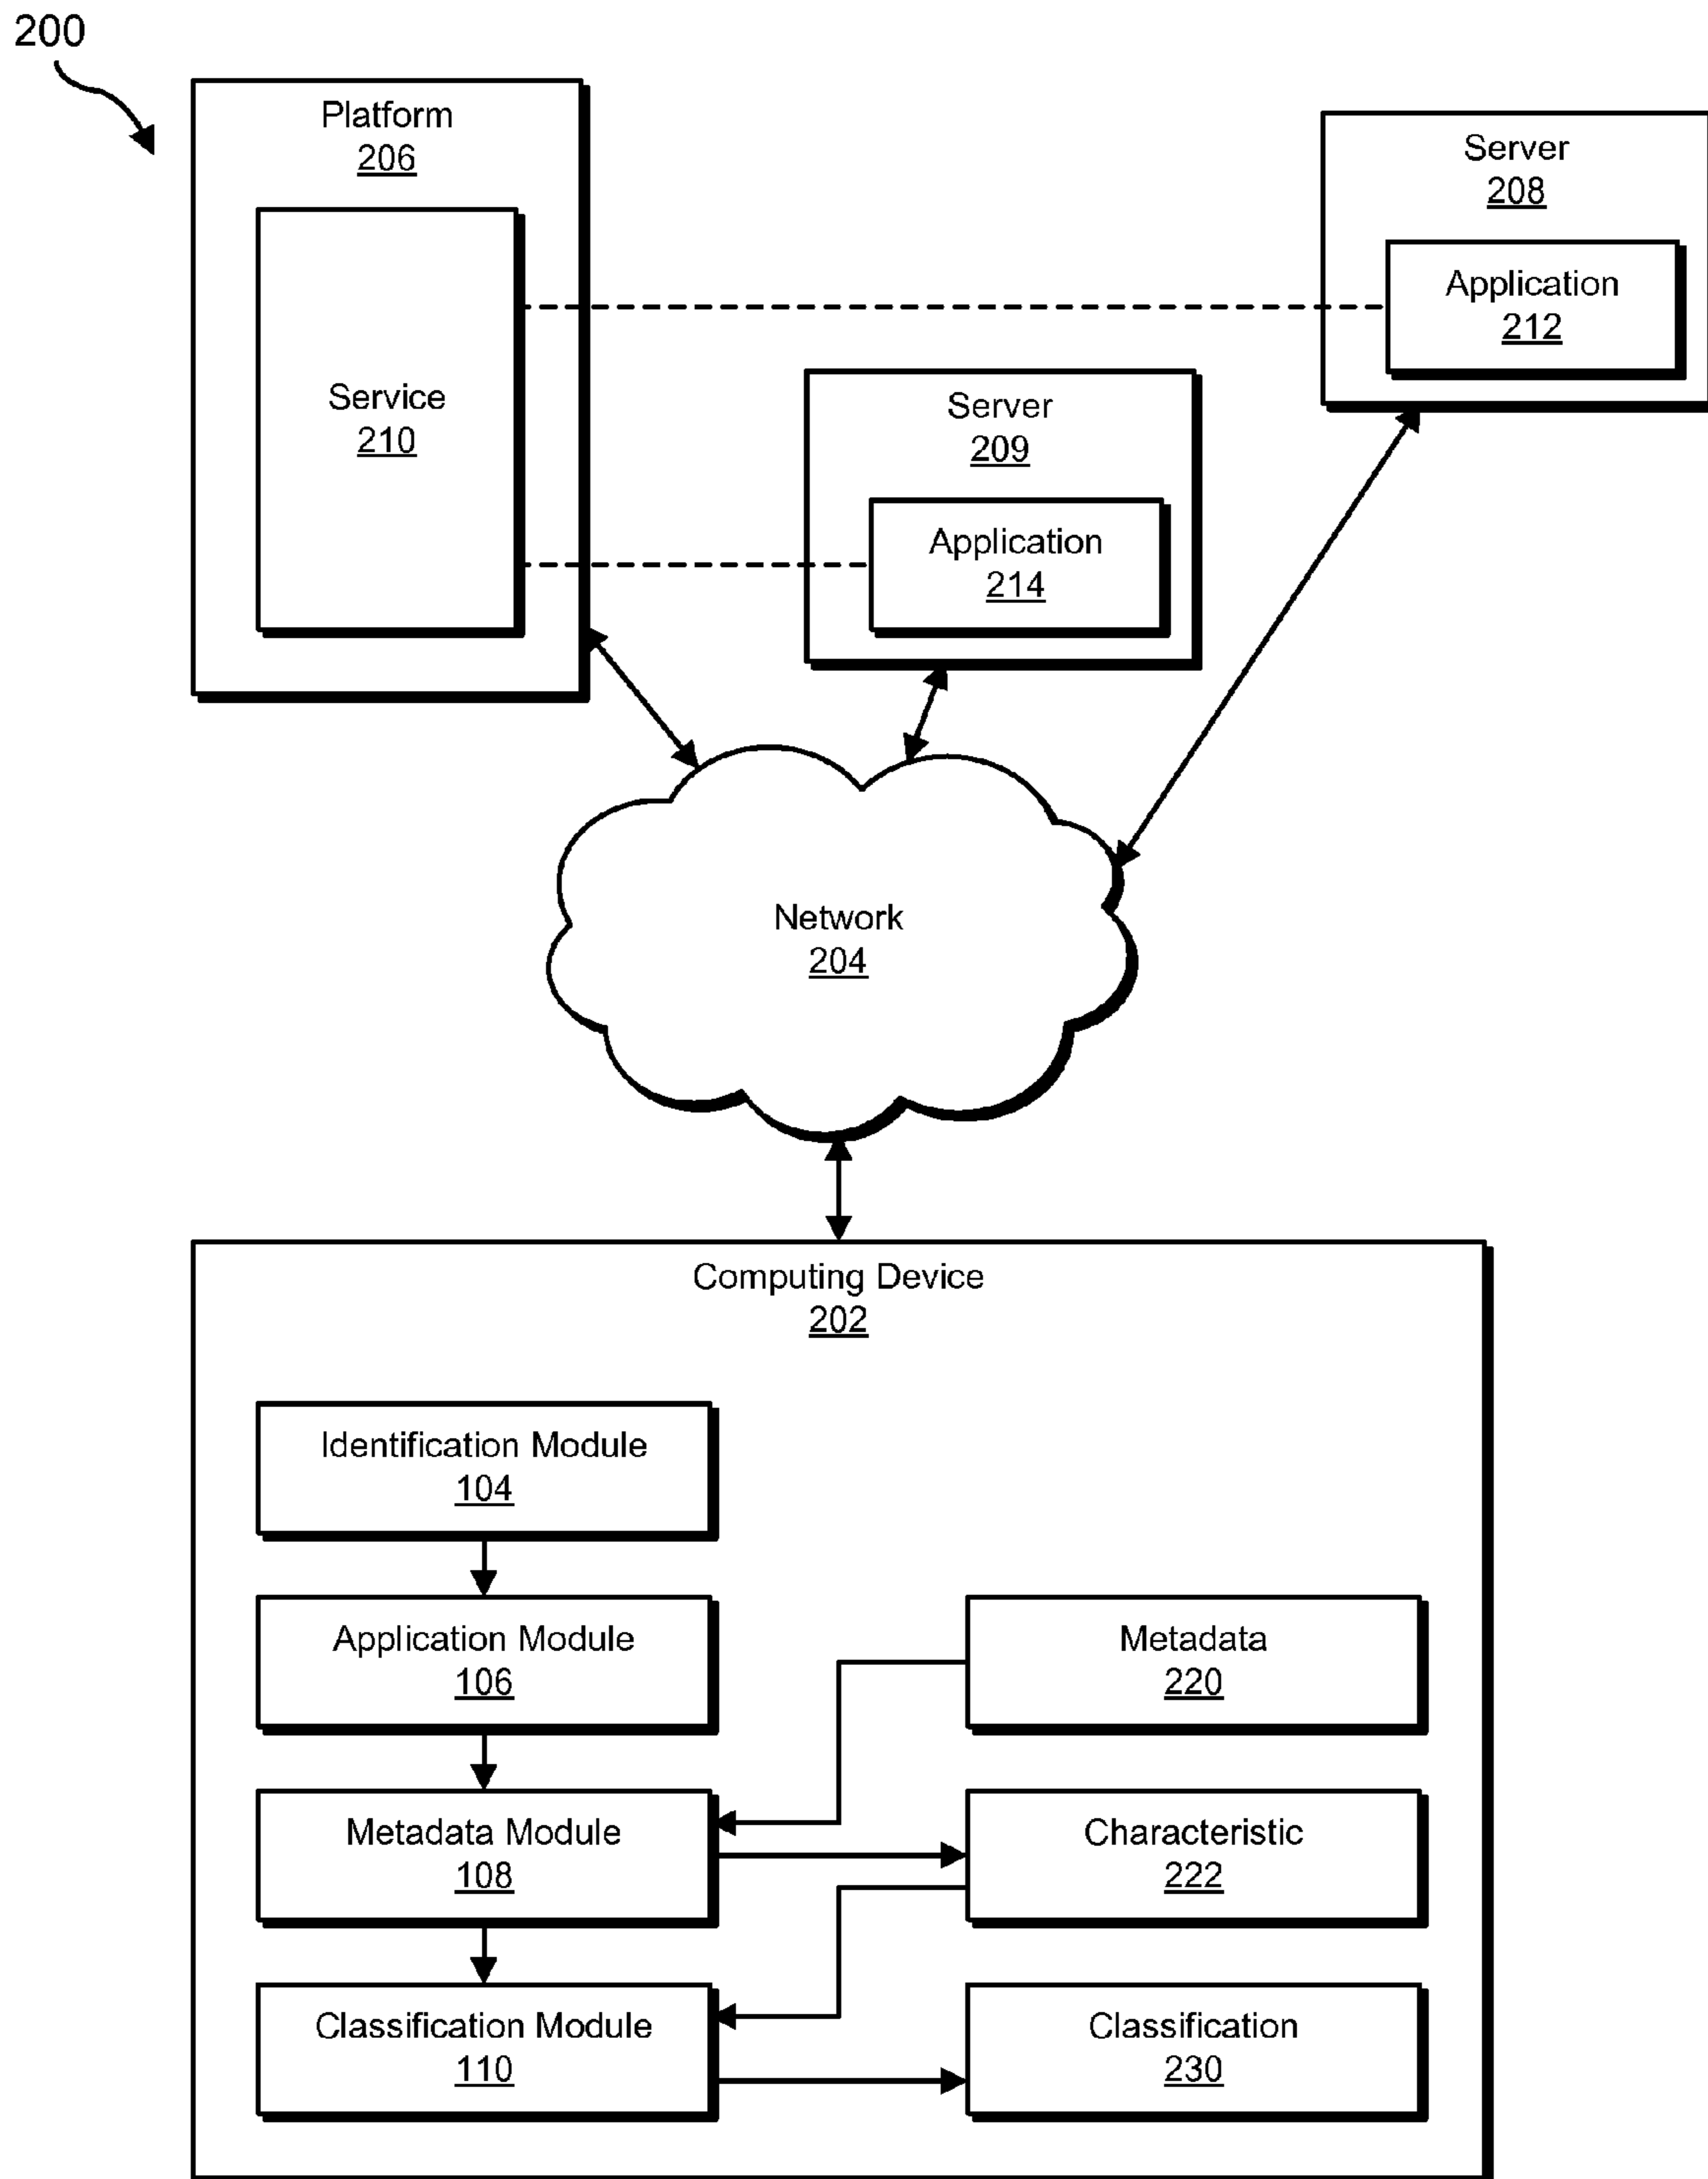 200
Platform
206
Server
208
Application
212
Service
210
Server
209
Application
214
Network
204
Computing Device
202
Identification Module
104
Application Module
106
Metadata
220
Metadata Module
108
Characteristic
222
Classification Module
110
Classification
230